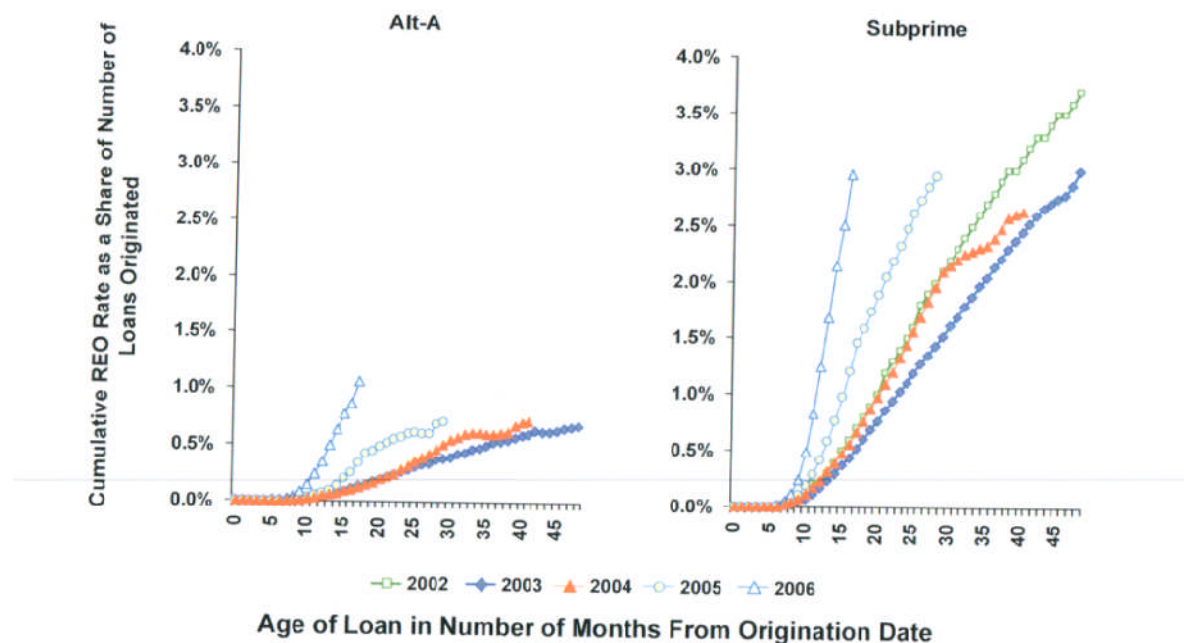 Alt-A
Cumulative REO Rate as a Share of Number of
Loans Originated
4.0%
3.5%
3.0%
2.5%
2.0%
1.5%
1.0%
0.5%
0.0%
0 5 10 15 20 25 30 35 40 45
Subprime
4.0%
3.5%
3.0%
2.5%
2.0%
1.5%
1.0%
0.5%
0.0%
0 5 10 15 20 25 30 35 40 45
2002 2003 2004 2005 2006
Age of Loan in Number of Months From Origination Date